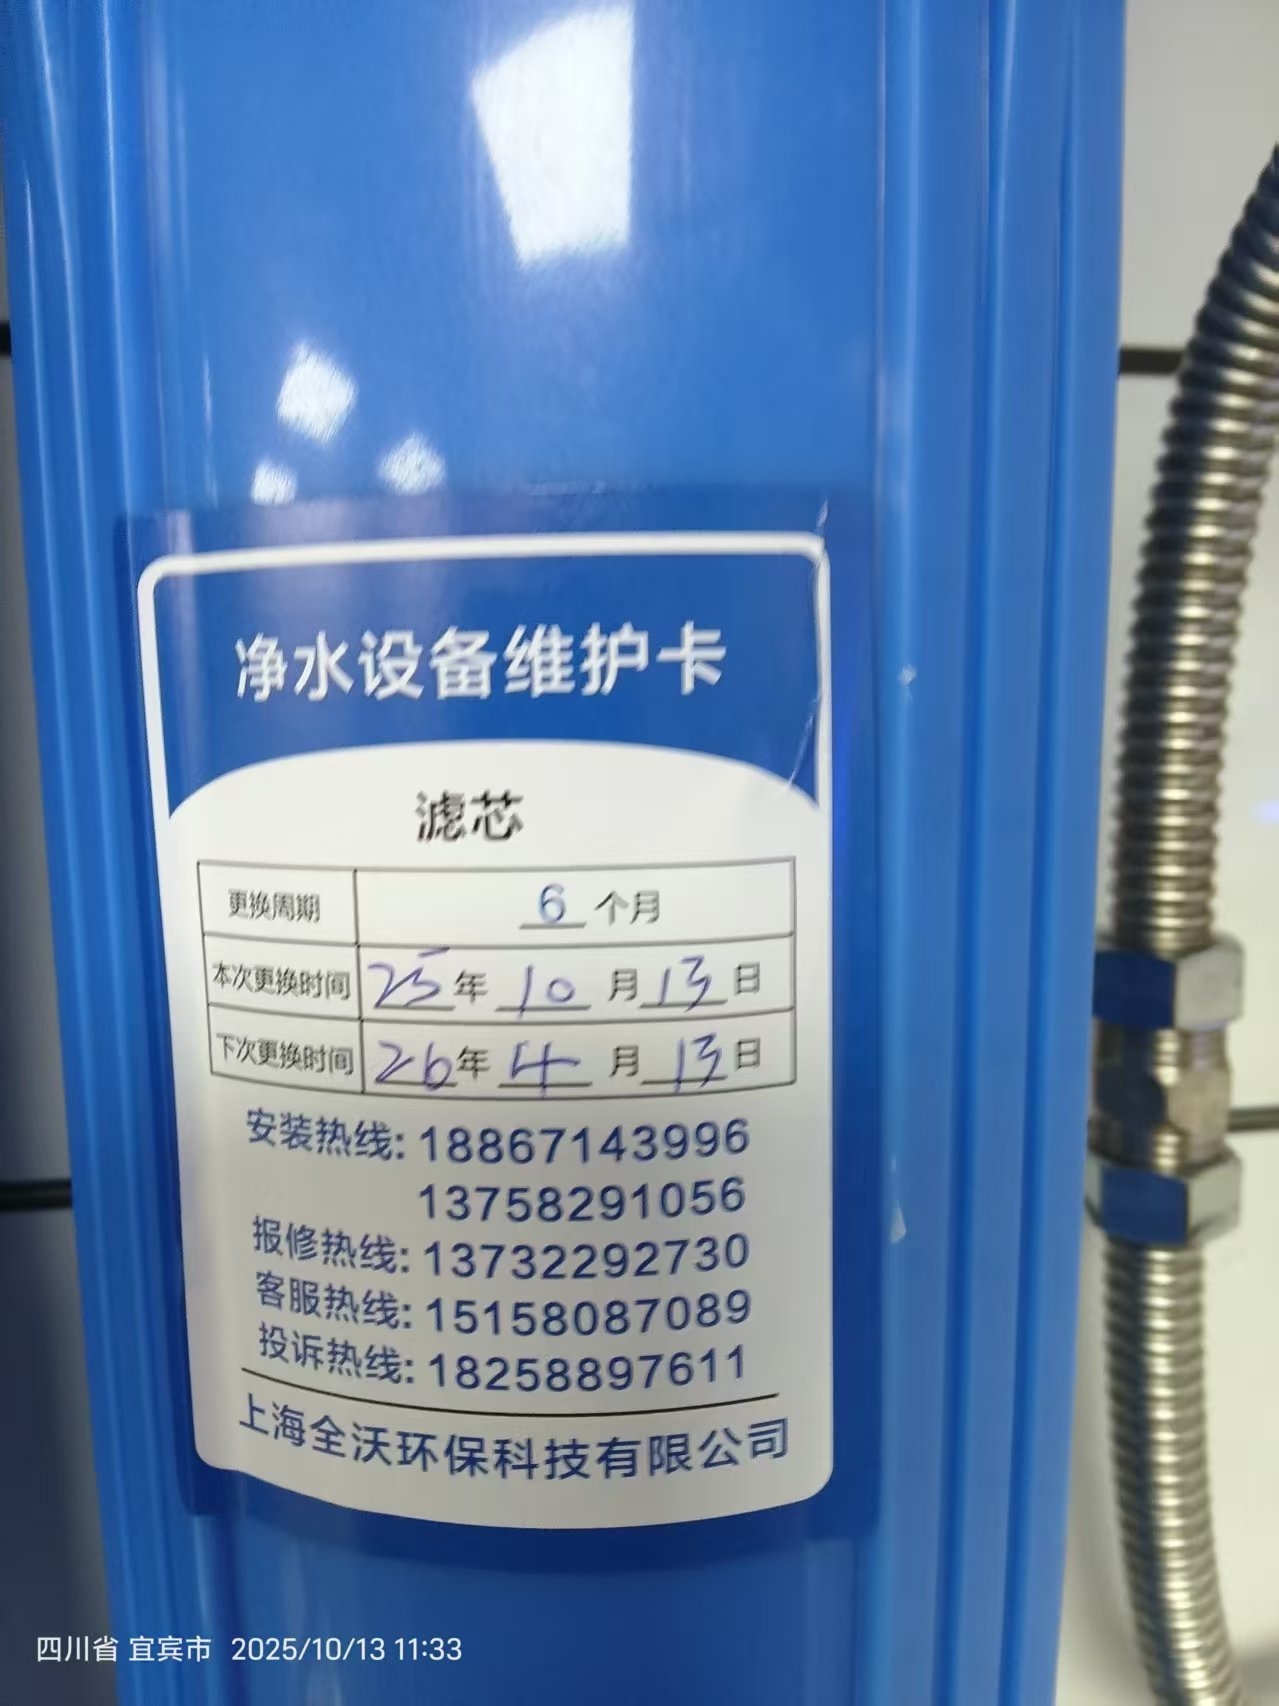 净水设备维护卡
滤芯
更换周期 6 个月
本次更换时间 25年 10 月 13 日
下次更换时间 26年 4 月 13 日
安装热线: 18867143996
13758291056
报修热线: 13732292730
客服热线: 15158087089
投诉热线: 18258897611
上海全沃环保科技有限公司
四川省 宜宾市 2025/10/13 11:33